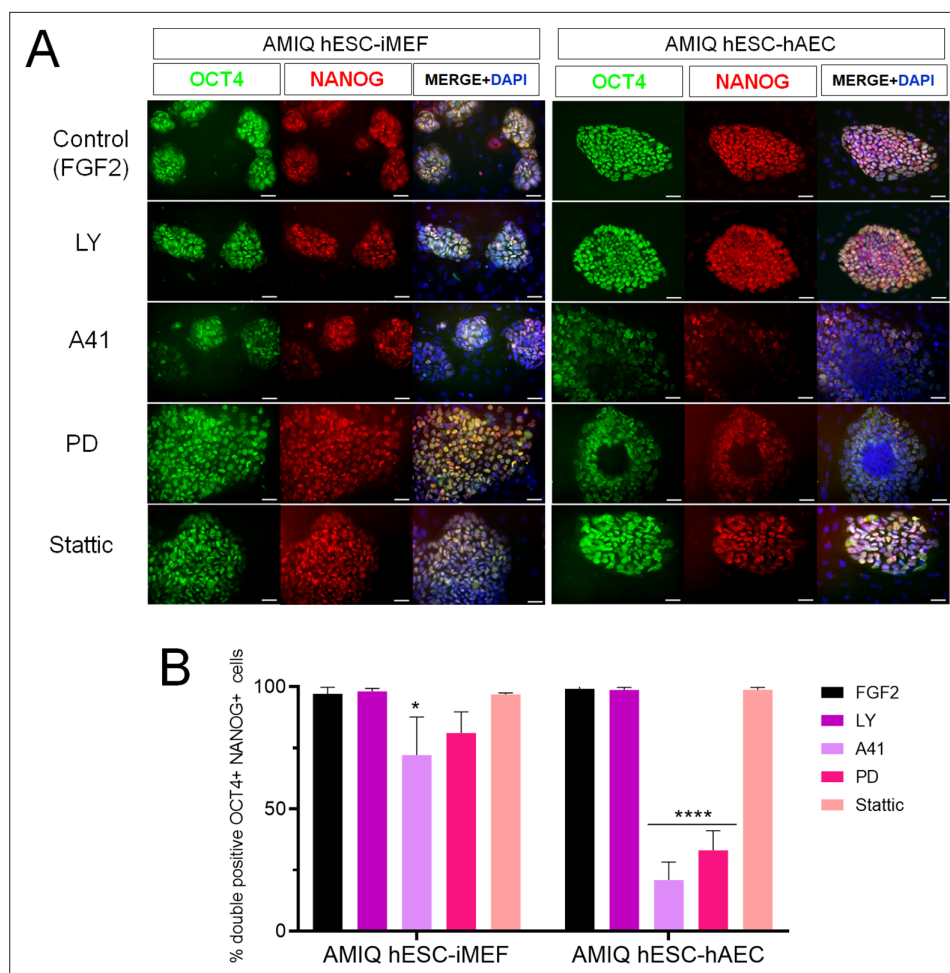 A
AMIQ hESC-iMEF
AMIQ hESC-hAEC
OCT4 NANOG MERGE+DAPI
OCT4 NANOG MERGE+DAPI
Control
(FGF2)
LY
A41
PD
Stattic
B
% double positive OCT4+ NANOG+ cells
100
50
0
*
****
AMIQ hESC-iMEF
AMIQ hESC-hAEC
FGF2
LY
A41
PD
Stattic